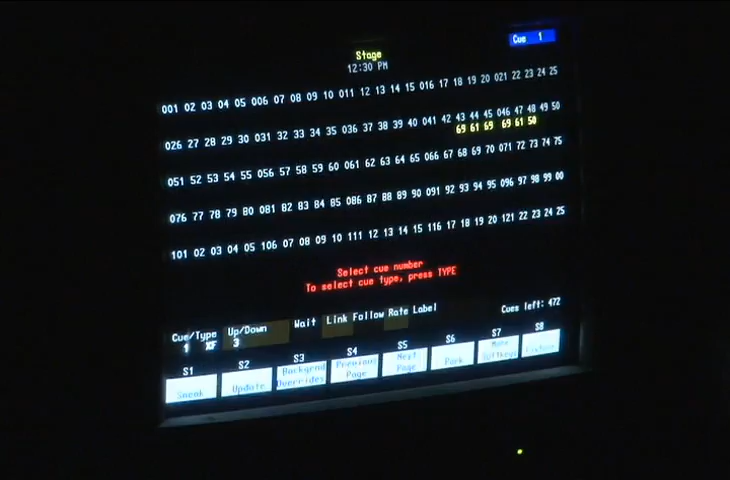 Cue 1
Stage
12:30 PM
001 02 03 04 05 006 07 08 09 10 011 12 13 14 15 016 17 18 19 20 021 22 23 24 25
026 27 28 29 30 031 32 33 34 35 036 37 38 39 40 041 42 43 44 45 046 47 48 49 50
69 61 69 69 61 50
051 52 53 54 55 056 57 58 59 60 061 62 63 64 65 066 67 68 69 70 071 72 73 74 75
076 77 78 79 80 081 82 83 84 85 086 87 88 89 90 091 92 93 94 95 096 97 98 99 00
101 02 03 04 05 106 07 08 09 10 111 12 13 14 15 116 17 18 19 20 121 22 23 24 25
Select cue number
To select cue type, press TYPE
Cues left: 472
Cue/Type Up/Down Wait Link Follow Rate Label
1 XF 3
S1 S2 S3 S4 S5 S6 S7 S8
Sneak Update Backgrnd Overrides Previous Page Next Page Park More Softkeys